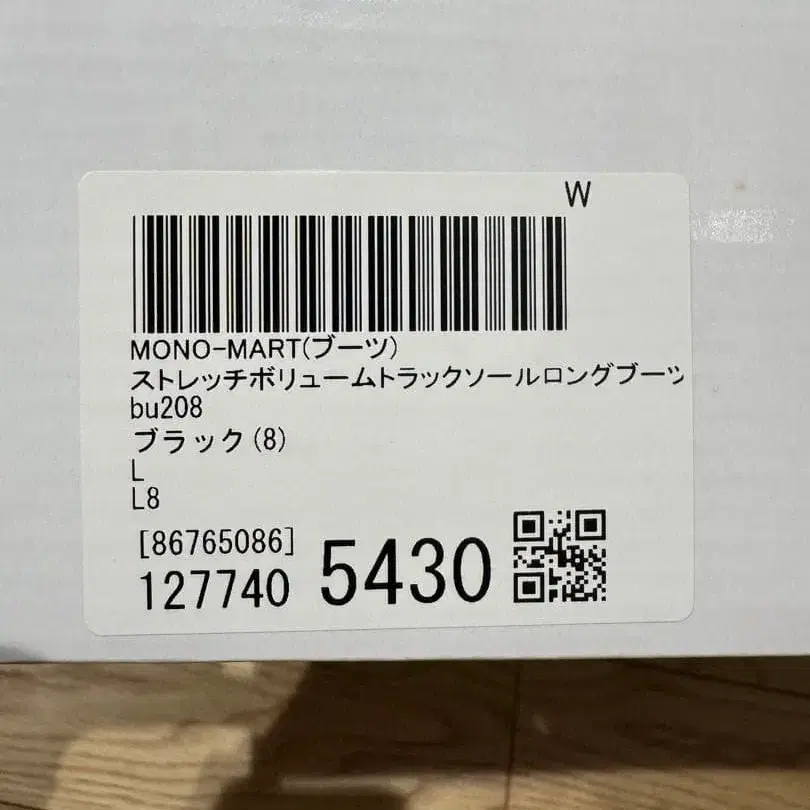 W
MONO-MART(ブーツ)
ストレッチボリュームトラックソールロングブーツ
bu208
ブラック(8)
L
L8
[86765086]
127740 5430